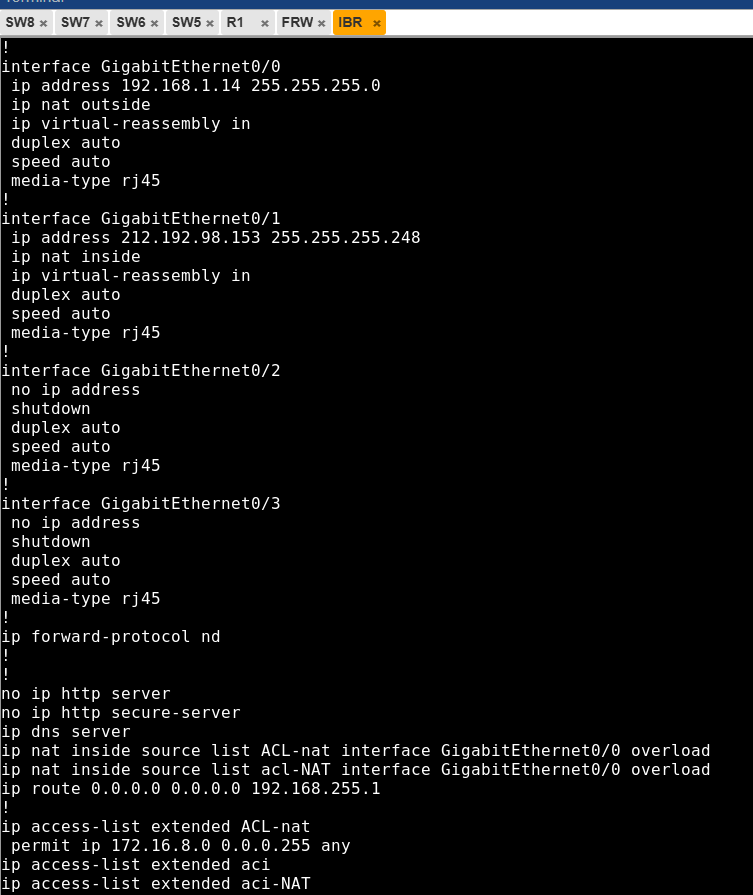 Terminal
SW8 × SW7 × SW6 × SW5 × R1 × FRW × IBR ×
!
interface GigabitEthernet0/0
 ip address 192.168.1.14 255.255.255.0
 ip nat outside
 ip virtual-reassembly in
 duplex auto
 speed auto
 media-type rj45
!
interface GigabitEthernet0/1
 ip address 212.192.98.153 255.255.255.248
 ip nat inside
 ip virtual-reassembly in
 duplex auto
 speed auto
 media-type rj45
!
interface GigabitEthernet0/2
 no ip address
 shutdown
 duplex auto
 speed auto
 media-type rj45
!
interface GigabitEthernet0/3
 no ip address
 shutdown
 duplex auto
 speed auto
 media-type rj45
!
ip forward-protocol nd
!
!
no ip http server
no ip http secure-server
ip dns server
ip nat inside source list ACL-nat interface GigabitEthernet0/0 overload
ip nat inside source list acl-NAT interface GigabitEthernet0/0 overload
ip route 0.0.0.0 0.0.0.0 192.168.255.1
!
ip access-list extended ACL-nat
 permit ip 172.16.8.0 0.0.0.255 any
ip access-list extended aci
ip access-list extended aci-NAT